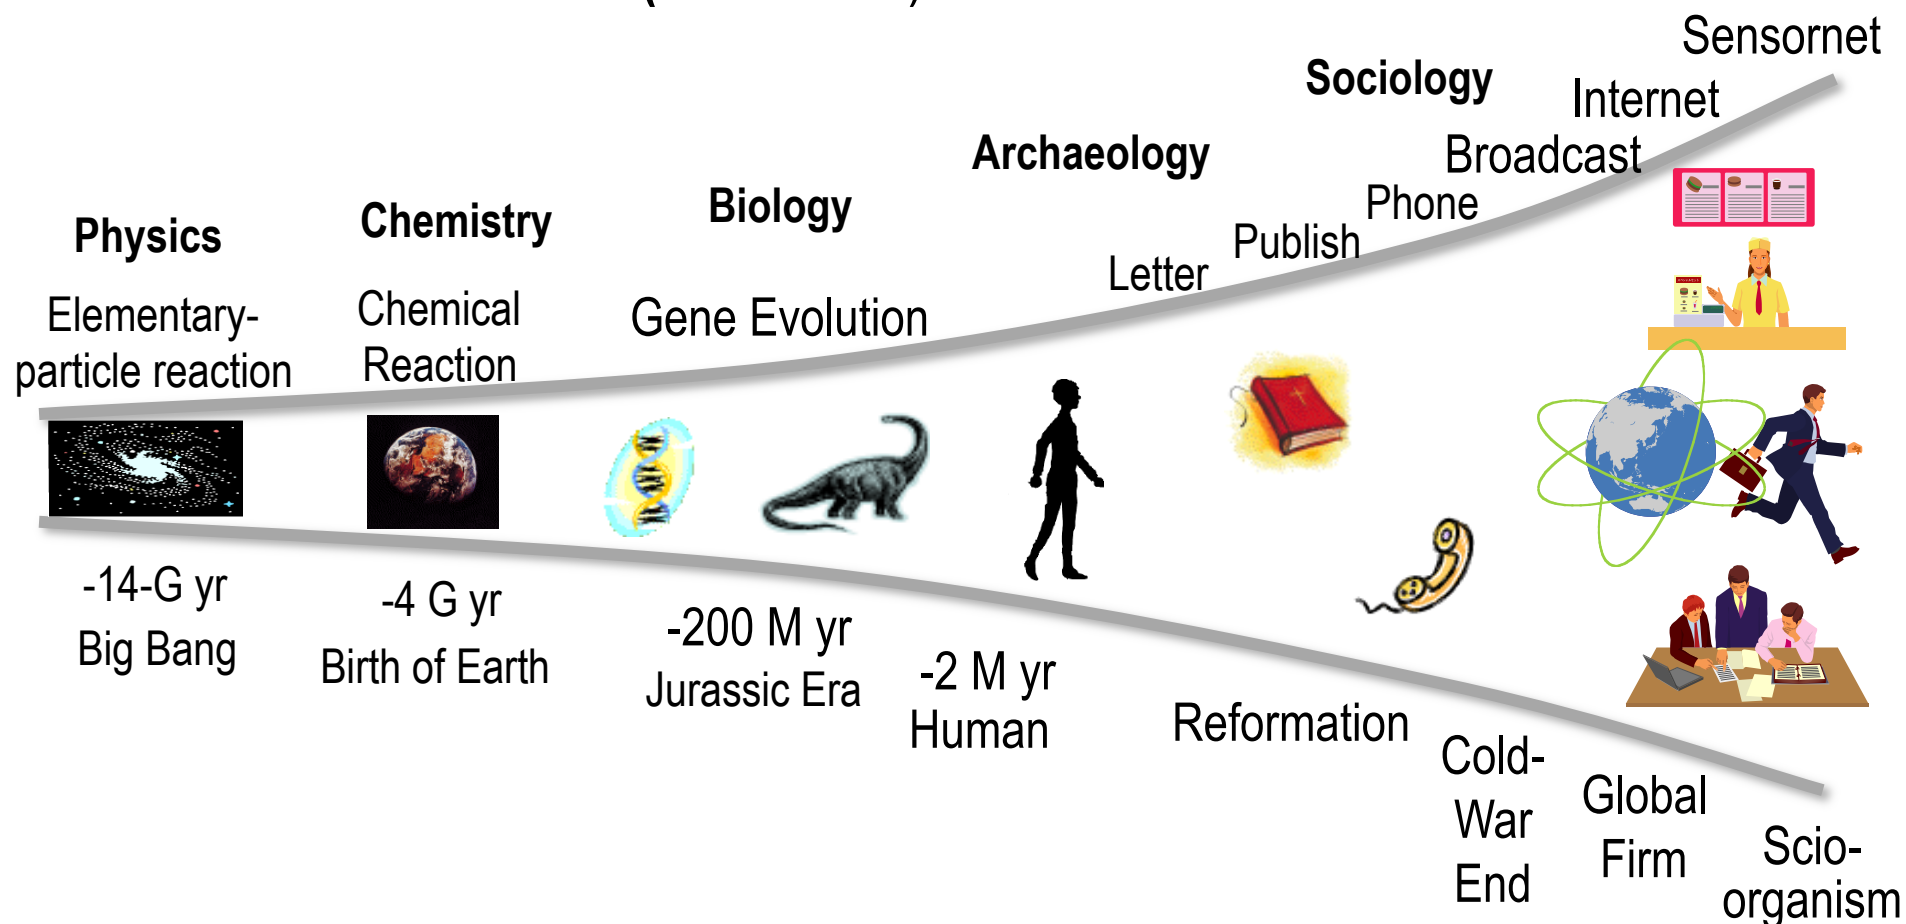 Sensornet
Sociology
Internet
Archaeology
Broadcast
Physics
Chemistry
Biology
Phone
Publish
Letter
Elementary-
particle reaction
Chemical
Reaction
Gene Evolution
-14-G yr
Big Bang
-4 G yr
Birth of Earth
-200 M yr
Jurassic Era
-2 M yr
Human
Reformation
Cold-
War
End
Global
Firm
Scio-
organism